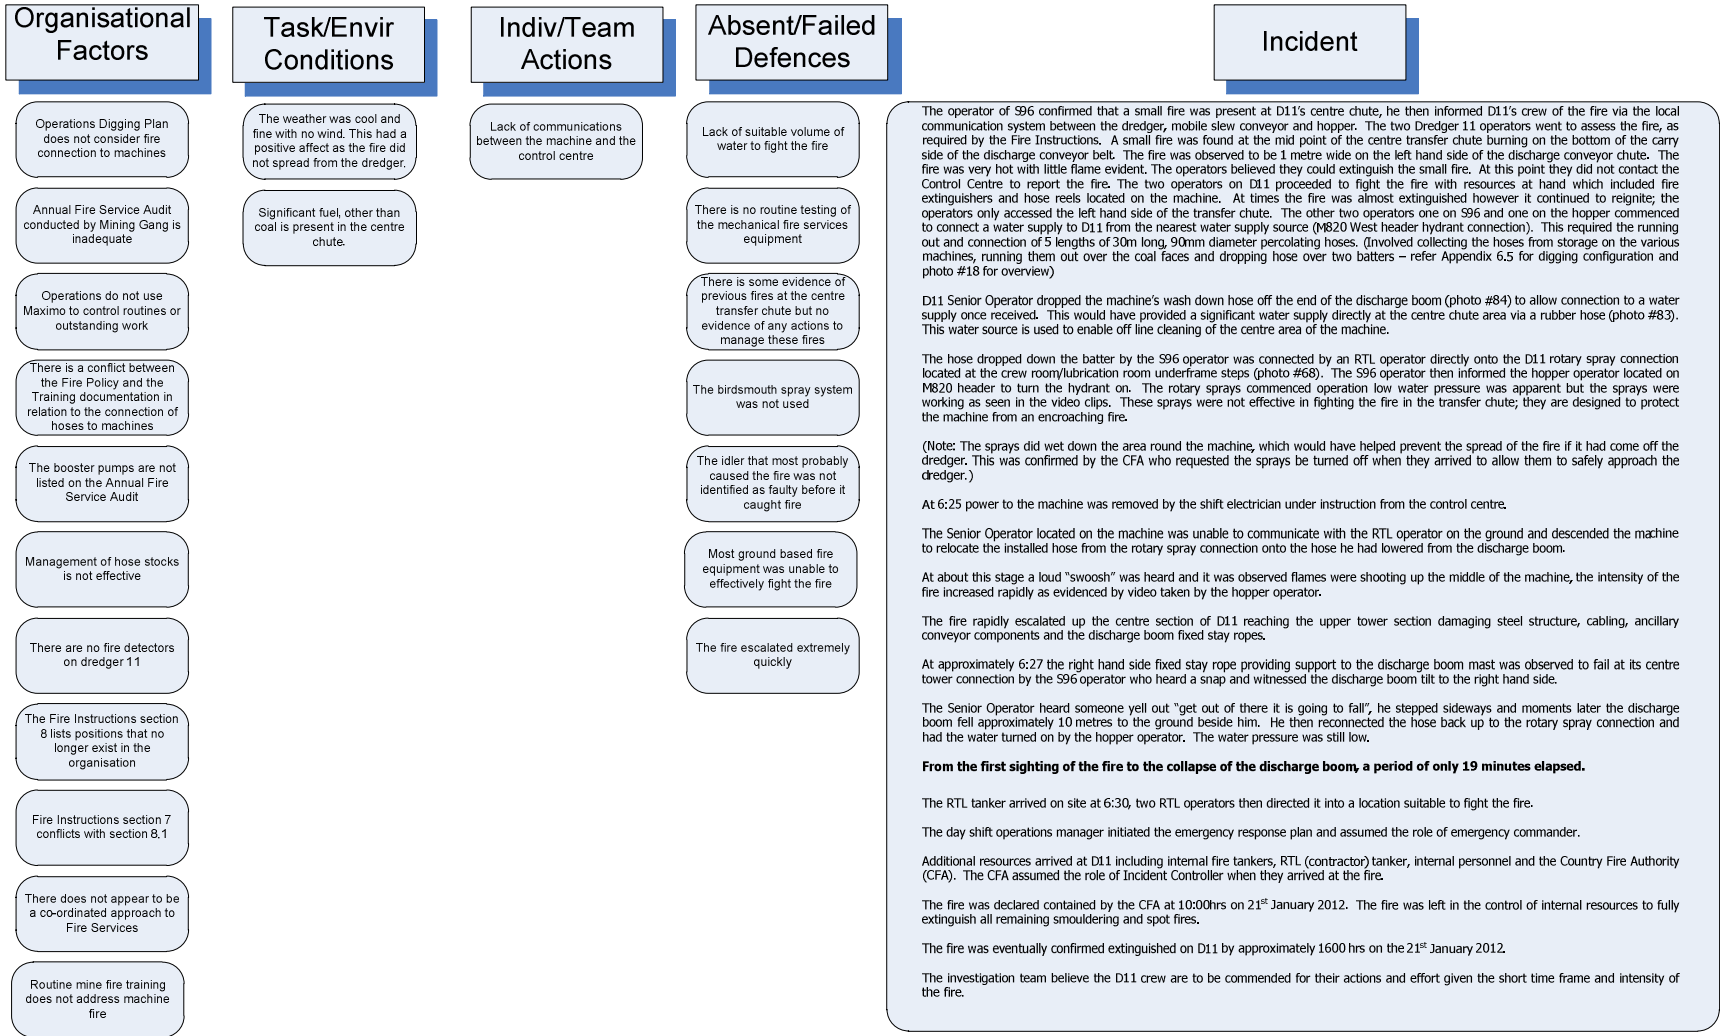 Organisational
Factors
Operations Digging Plan
does not consider fire
connection to machines
Annual Fire Service Audit
conducted by Mining Gang is
inadequate
Operations do not use
Maximo to control routines or
outstanding work
There is a conflict between
the Fire Policy and the
Training documentation in
relation to the connection of
hoses to machines
The booster pumps are not
listed on the Annual Fire
Service Audit
Management of hose stocks
is not effective
There are no fire detectors
on dredger 11
The Fire Instructions section
8 lists positions that no
longer exist in the
organisation
Fire Instructions section 7
conflicts with section 8.1
There does not appear to be
a co-ordinated approach to
Fire Services
Routine mine fire training
does not address machine
fire
Task/Envir
Conditions
The weather was cool and
fine with no wind. This had a
positive affect as the fire did
not spread from the dredger.
Significant fuel, other than
coal is present in the centre
chute.
Indiv/Team
Actions
Lack of communications
between the machine and the
control centre
Absent/Failed
Defences
Lack of suitable volume of
water to fight the fire
There is no routine testing of
the mechanical fire services
equipment
There is some evidence of
previous fires at the centre
transfer chute but no
evidence of any actions to
manage these fires
The birdsmouth spray system
was not used
The idler that most probably
caused the fire was not
identified as faulty before it
caught fire
Most ground based fire
equipment was unable to
effectively fight the fire
The fire escalated extremely
quickly
Incident
The operator of S96 confirmed that a small fire was present at D11's centre chute, he then informed D11's crew of the fire via the local
communication system between the dredger, mobile slew conveyor and hopper. The two Dredger 11 operators went to assess the fire, as
required by the Fire Instructions. A small fire was found at the mid point of the centre transfer chute burning on the bottom of the carry
side of the discharge conveyor belt. The fire was observed to be 1 metre wide on the left hand side of the discharge conveyor chute. The
fire was very hot with little flame evident. The operators believed they could extinguish the small fire. At this point they did not contact the
Control Centre to report the fire. The two operators on D11 proceeded to fight the fire with resources at hand which included fire
extinguishers and hose reels located on the machine. At times the fire was almost extinguished however it continued to reignite; the
operators only accessed the left hand side of the transfer chute. The other two operators one on S96 and one on the hopper commenced
to connect a water supply to D11 from the nearest water supply source (M820 West header hydrant connection). This required the running
out and connection of 5 lengths of 30m long, 90mm diameter percolating hoses. (Involved collecting the hoses from storage on the various
machines, running them out over the coal faces and dropping hose over two batters – refer Appendix 6.5 for digging configuration and
photo #18 for overview)
D11 Senior Operator dropped the machine's wash down hose off the end of the discharge boom (photo #84) to allow connection to a water
supply once received. This would have provided a significant water supply directly at the centre chute area via a rubber hose (photo #83).
This water source is used to enable off line cleaning of the centre area of the machine.
The hose dropped down the batter by the S96 operator was connected by an RTL operator directly onto the D11 rotary spray connection
located at the crew room/lubrication room underframe steps (photo #68). The S96 operator then informed the hopper operator located on
M820 header to turn the hydrant on. The rotary sprays commenced operation low water pressure was apparent but the sprays were
working as seen in the video clips. These sprays were not effective in fighting the fire in the transfer chute; they are designed to protect
the machine from an encroaching fire.
(Note: The sprays did wet down the area round the machine, which would have helped prevent the spread of the fire if it had come off the
dredger. This was confirmed by the CFA who requested the sprays be turned off when they arrived to allow them to safely approach the
dredger.)
At 6:25 power to the machine was removed by the shift electrician under instruction from the control centre.
The Senior Operator located on the machine was unable to communicate with the RTL operator on the ground and descended the machine
to relocate the installed hose from the rotary spray connection onto the hose he had lowered from the discharge boom.
At about this stage a loud "swoosh" was heard and it was observed flames were shooting up the middle of the machine, the intensity of the
fire increased rapidly as evidenced by video taken by the hopper operator.
The fire rapidly escalated up the centre section of D11 reaching the upper tower section damaging steel structure, cabling, ancillary
conveyor components and the discharge boom fixed stay ropes.
At approximately 6:27 the right hand side fixed stay rope providing support to the discharge boom mast was observed to fail at its centre
tower connection by the S96 operator who heard a snap and witnessed the discharge boom tilt to the right hand side.
The Senior Operator heard someone yell out "get out of there it is going to fall", he stepped sideways and moments later the discharge
boom fell approximately 10 metres to the ground beside him. He then reconnected the hose back up to the rotary spray connection and
had the water turned on by the hopper operator. The water pressure was still low.
From the first sighting of the fire to the collapse of the discharge boom, a period of only 19 minutes elapsed.
The RTL tanker arrived on site at 6:30, two RTL operators then directed it into a location suitable to fight the fire.
The day shift operations manager initiated the emergency response plan and assumed the role of emergency commander.
Additional resources arrived at D11 including internal fire tankers, RTL (contractor) tanker, internal personnel and the Country Fire Authority
(CFA). The CFA assumed the role of Incident Controller when they arrived at the fire.
The fire was declared contained by the CFA at 10:00hrs on 21st January 2012. The fire was left in the control of internal resources to fully
extinguish all remaining smouldering and spot fires.
The fire was eventually confirmed extinguished on D11 by approximately 1600 hrs on the 21st January 2012.
The investigation team believe the D11 crew are to be commended for their actions and effort given the short time frame and intensity of
the fire.